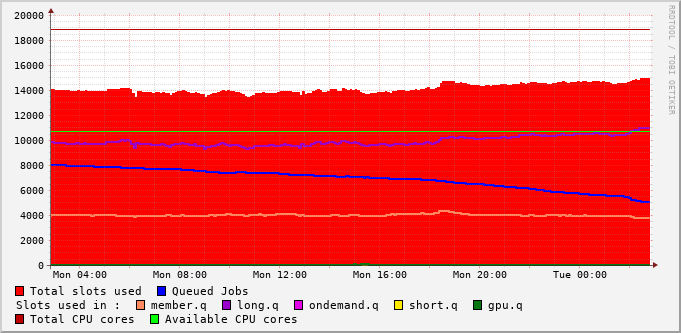 RRDTOOL / TOBI OETIKER
20000
18000
16000
14000
12000
10000
8000
6000
4000
2000
0
Mon 04:00 Mon 08:00 Mon 12:00 Mon 16:00 Mon 20:00 Tue 00:00
Total slots used Queued Jobs
Slots used in : member.q long.q ondemand.q short.q gpu.q
Total CPU cores Available CPU cores